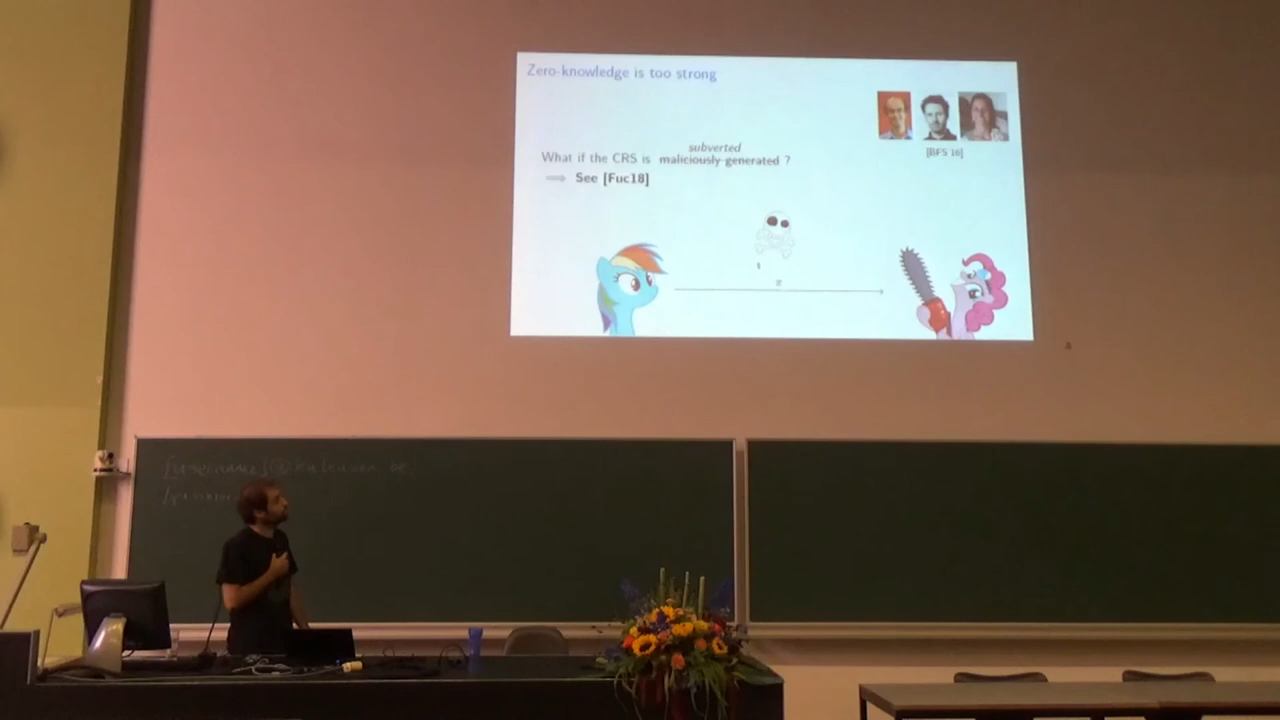 Zero-knowledge is too strong
[BFS 16]
subverted
What if the CRS is maliciously generated ?
⟹ See [Fuc18]
π